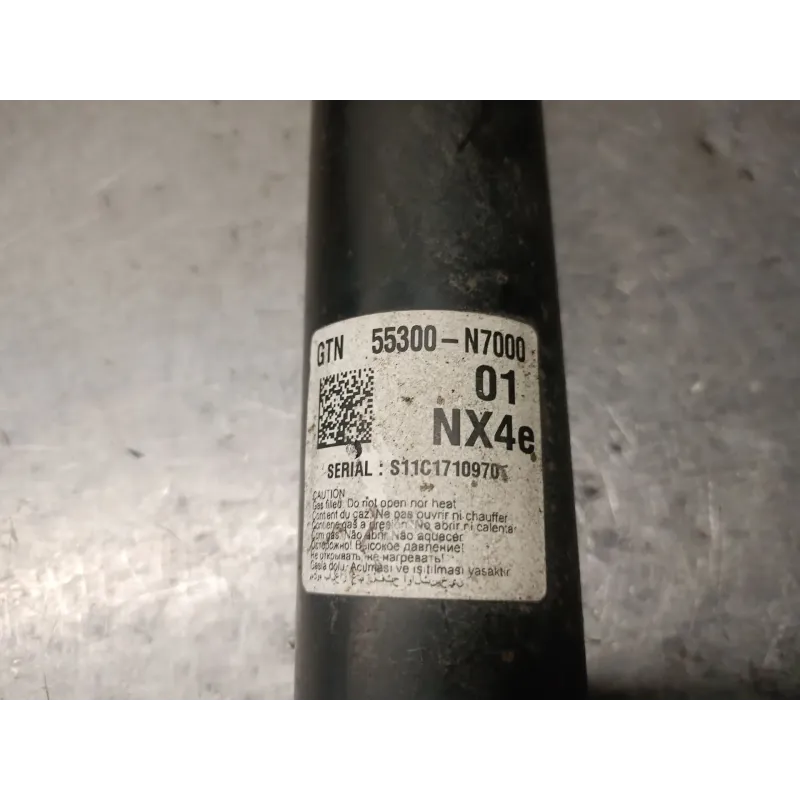 GTN 55300-N7000
01
NX4e
SERIAL : S11C1710970
CAUTION
Gas filled. Do not open nor heat
Contient du gaz. Ne pas ouvrir ni chauffer
Contiene gas a presion. No abrir ni calentar
Com gas. Não abrir. Não aquecer
Осторожно! Высокое давление!
Не открывать, не нагревать!
Gazla dolu. Açılması ve ısıtılması yasaktır